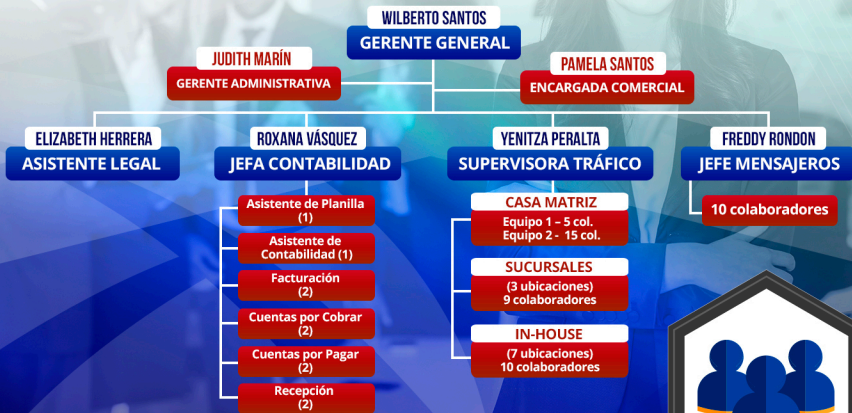 WILBERTO SANTOS
GERENTE GENERAL
JUDITH MARÍN
GERENTE ADMINISTRATIVA
PAMELA SANTOS
ENCARGADA COMERCIAL
ELIZABETH HERRERA
ASISTENTE LEGAL
ROXANA VÁSQUEZ
JEFA CONTABILIDAD
YENITZA PERALTA
SUPERVISORA TRÁFICO
FREDDY RONDON
JEFE MENSAJEROS
Asistente de Planilla
(1)
Asistente de
Contabilidad (1)
Facturación
(2)
Cuentas por Cobrar
(2)
Cuentas por Pagar
(2)
Recepción
(2)
CASA MATRIZ
Equipo 1 – 5 col.
Equipo 2 - 15 col.
SUCURSALES
(3 ubicaciones)
9 colaboradores
IN-HOUSE
(7 ubicaciones)
10 colaboradores
10 colaboradores